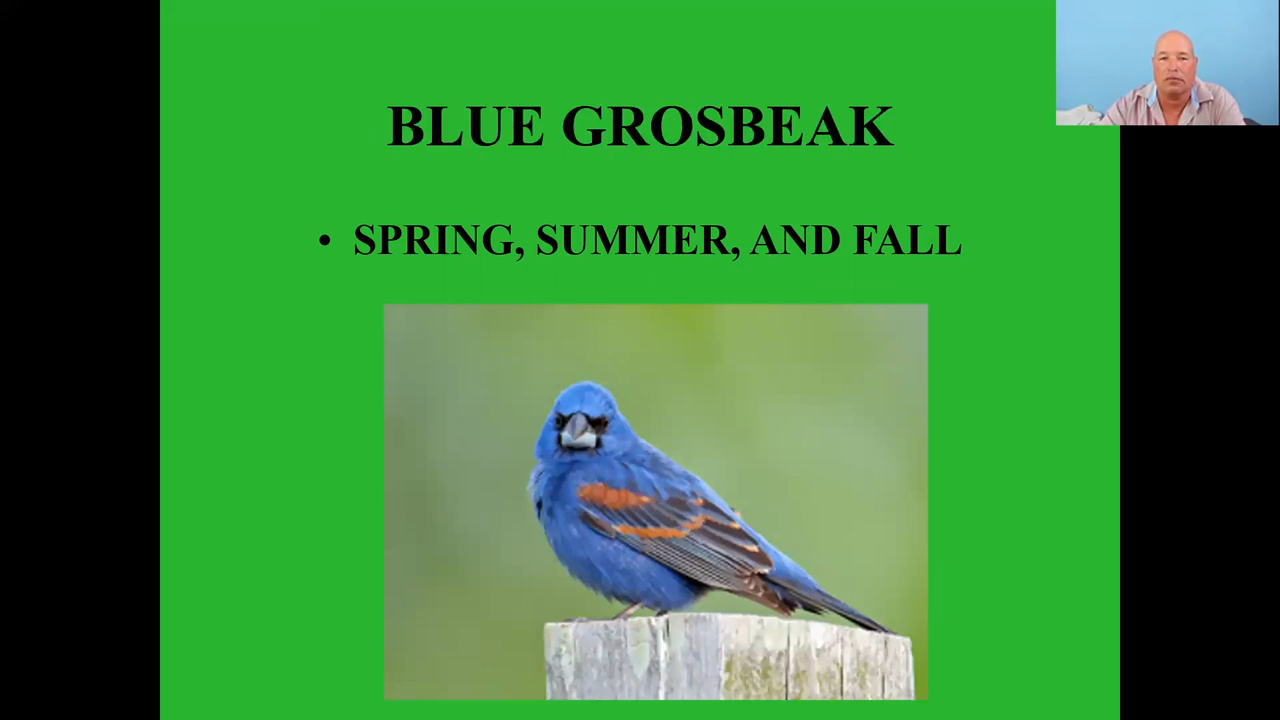 BLUE GROSBEAK
• SPRING, SUMMER, AND FALL